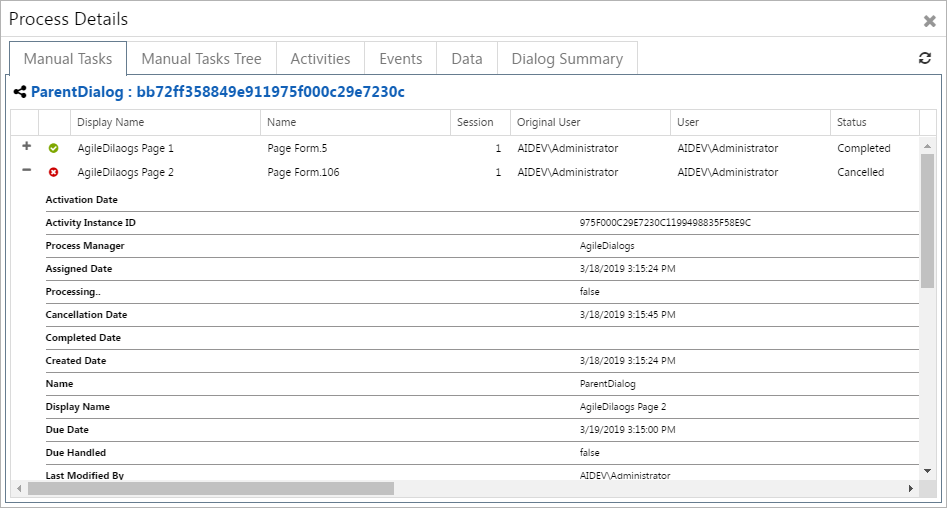 Process Details
Manual Tasks Manual Tasks Tree Activities Events Data Dialog Summary
ParentDialog : bb72ff358849e911975f000c29e7230c
Display Name Name Session Original User User Status
AgileDilaogs Page 1 Page Form.5 1 AIDEV\Administrator AIDEV\Administrator Completed
AgileDilaogs Page 2 Page Form.106 1 AIDEV\Administrator AIDEV\Administrator Cancelled
Activation Date
Activity Instance ID 975F000C29E7230C1199498835F58E9C
Process Manager AgileDialogs
Assigned Date 3/18/2019 3:15:24 PM
Processing.. false
Cancellation Date 3/18/2019 3:15:45 PM
Completed Date
Created Date 3/18/2019 3:15:24 PM
Name ParentDialog
Display Name AgileDilaogs Page 2
Due Date 3/19/2019 3:15:00 PM
Due Handled false
Last Modified By AIDEV\Administrator